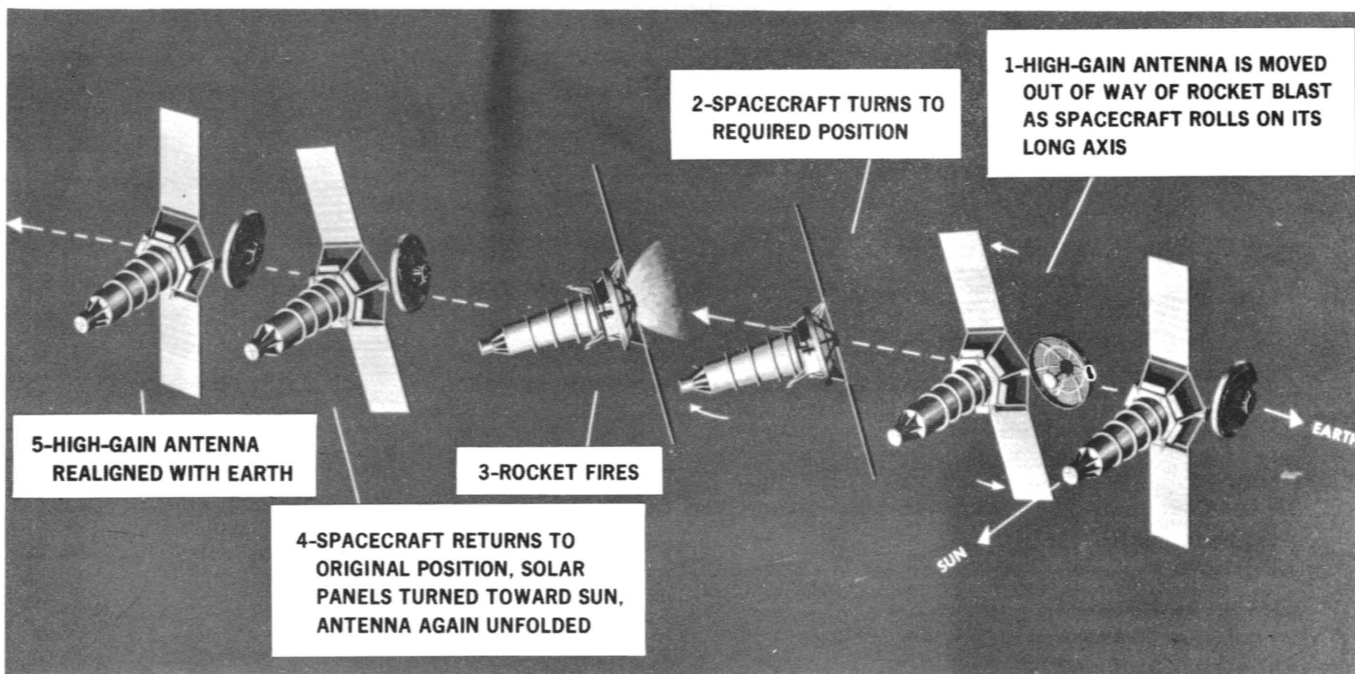 1-HIGH-GAIN ANTENNA IS MOVED
OUT OF WAY OF ROCKET BLAST
AS SPACECRAFT ROLLS ON ITS
LONG AXIS
2-SPACECRAFT TURNS TO
REQUIRED POSITION
3-ROCKET FIRES
4-SPACECRAFT RETURNS TO
ORIGINAL POSITION, SOLAR
PANELS TURNED TOWARD SUN,
ANTENNA AGAIN UNFOLDED
5-HIGH-GAIN ANTENNA
REALIGNED WITH EARTH
EARTH
SUN